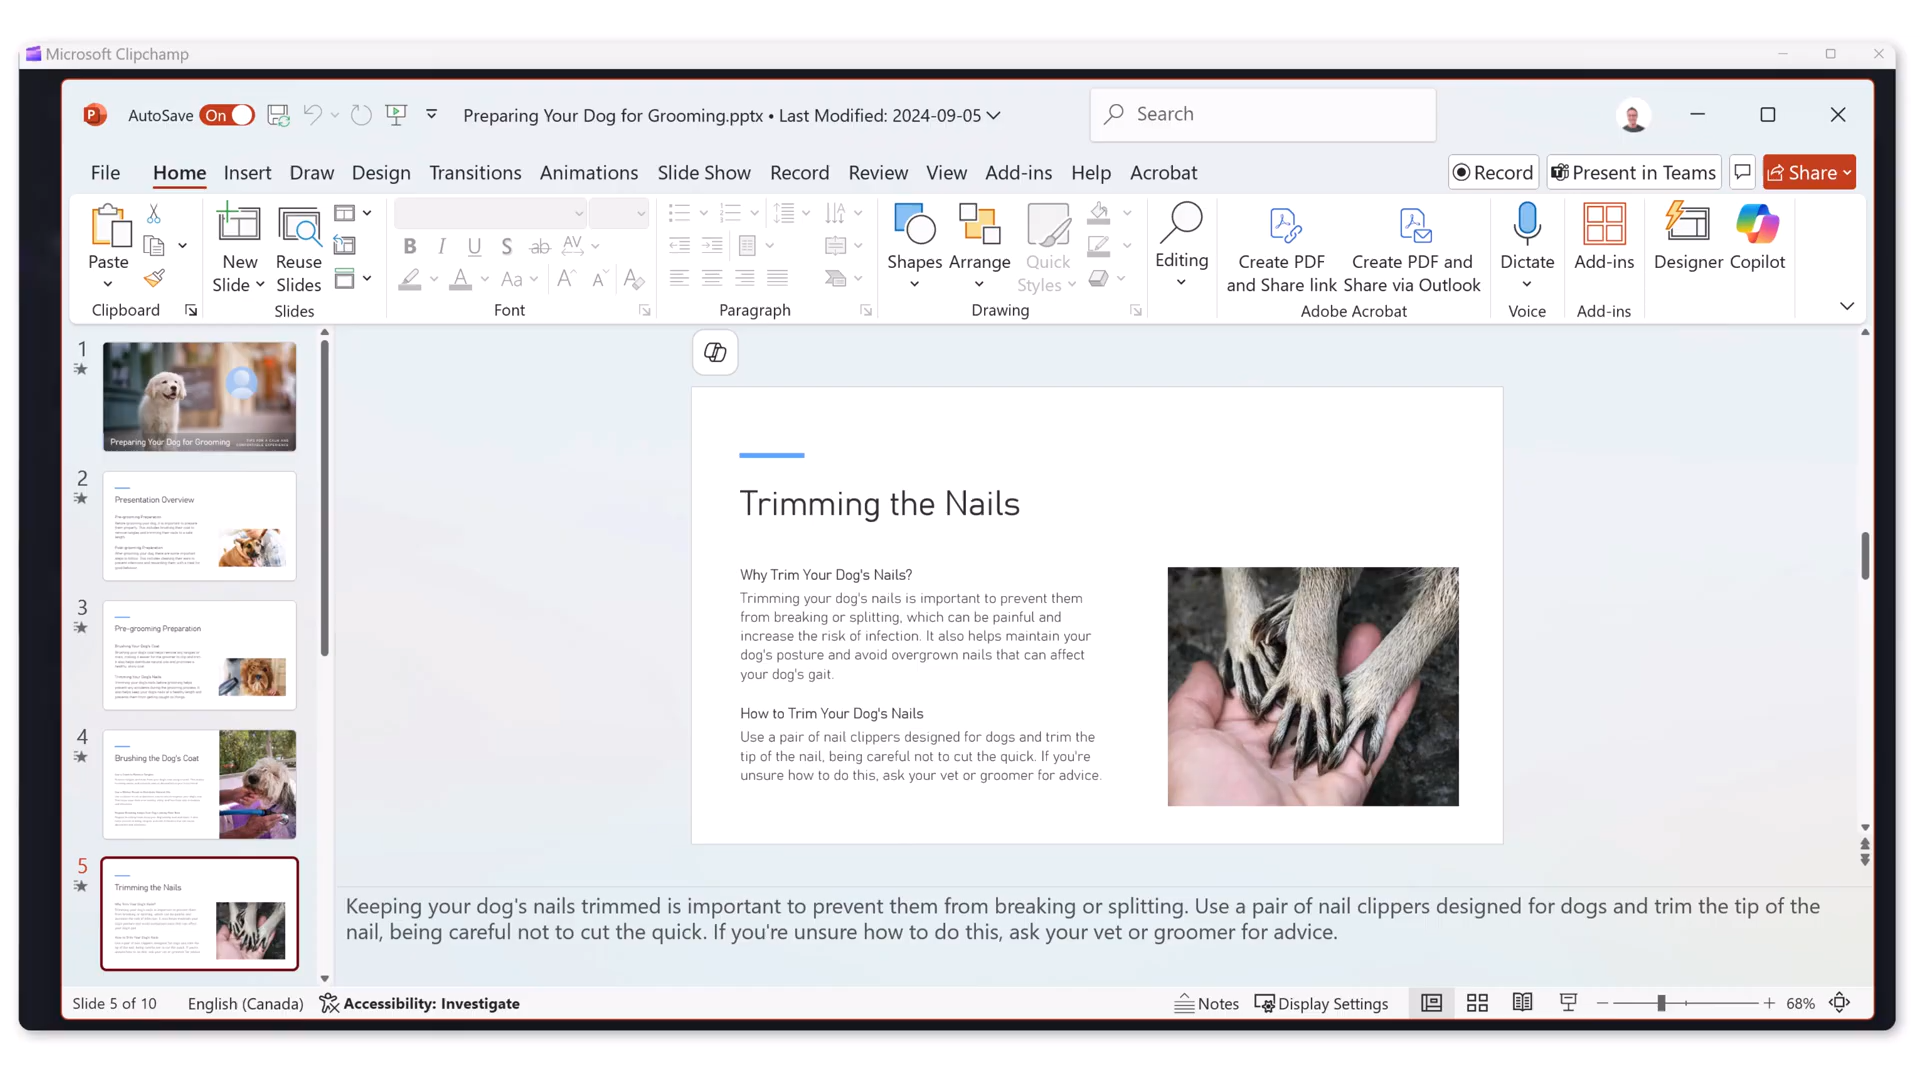 Microsoft Clipchamp
AutoSave On
Preparing Your Dog for Grooming.pptx • Last Modified: 2024-09-05
Search
File Home Insert Draw Design Transitions Animations Slide Show Record Review View Add-ins Help Acrobat
Record Present in Teams Share
Paste
New Slide
Reuse Slides
Shapes
Arrange
Quick Styles
Editing
Create PDF and Share link
Create PDF and Share via Outlook
Dictate
Add-ins
Designer
Copilot
Clipboard
Slides
Font
Paragraph
Drawing
Adobe Acrobat
Voice
Add-ins
1
Preparing Your Dog for Grooming
2
Presentation Overview
3
Pre-grooming Preparation
4
Brushing the Dog's Coat
5
Trimming the Nails
Trimming the Nails
Why Trim Your Dog's Nails?
Trimming your dog's nails is important to prevent them
from breaking or splitting, which can be painful and
increase the risk of infection. It also helps maintain your
dog's posture and avoid overgrown nails that can affect
your dog's gait.
How to Trim Your Dog's Nails
Use a pair of nail clippers designed for dogs and trim the
tip of the nail, being careful not to cut the quick. If you're
unsure how to do this, ask your vet or groomer for advice.
Keeping your dog's nails trimmed is important to prevent them from breaking or splitting. Use a pair of nail clippers designed for dogs and trim the tip of the
nail, being careful not to cut the quick. If you're unsure how to do this, ask your vet or groomer for advice.
Slide 5 of 10
English (Canada)
Accessibility: Investigate
Notes
Display Settings
68%